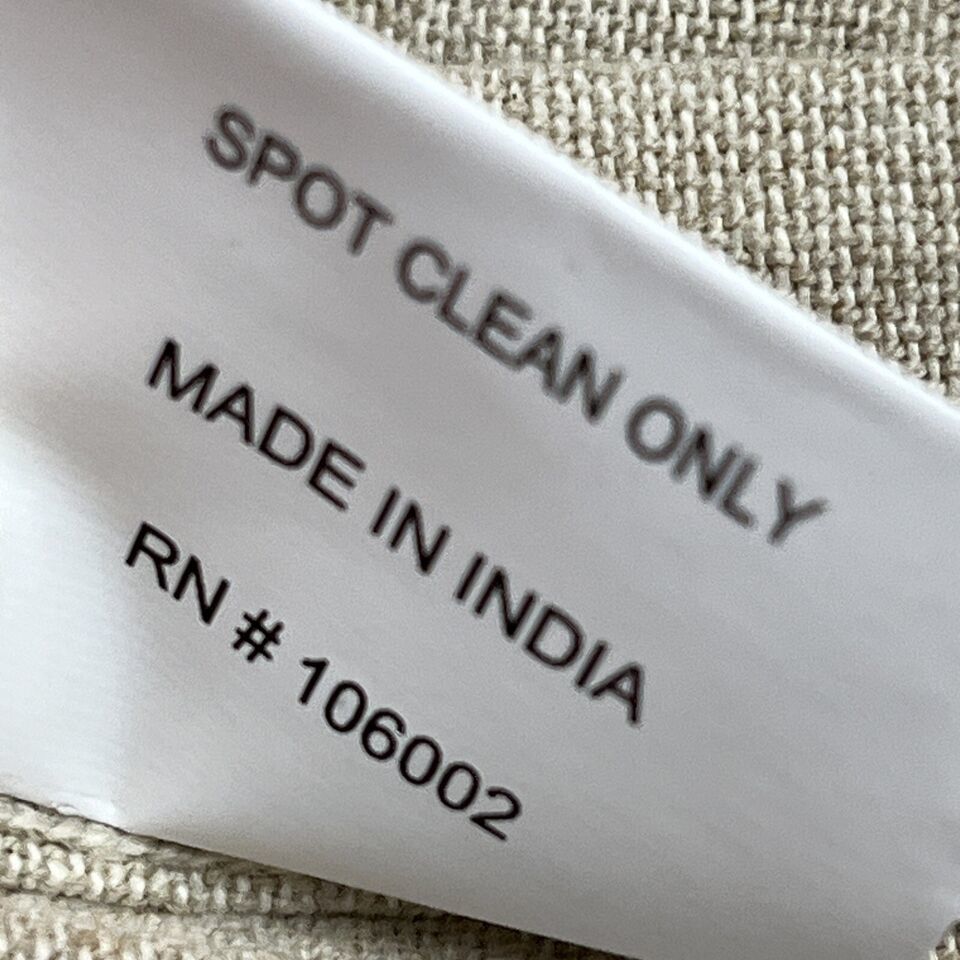 SPOT CLEAN ONLY
MADE IN INDIA
RN # 106002